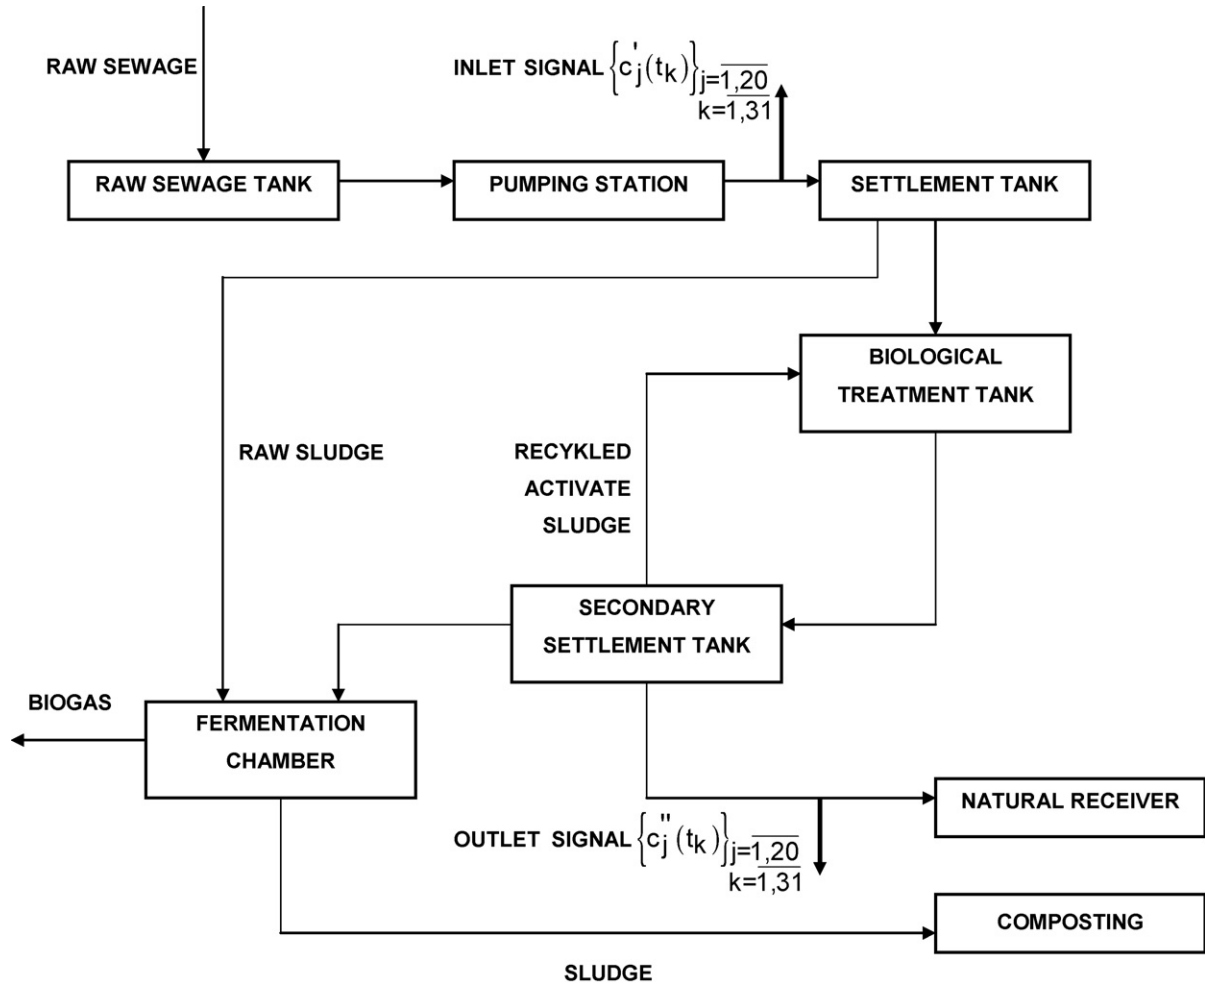 RAW SEWAGE
INLET SIGNAL {c'j(tk)}j=1,20
k=1,31
RAW SEWAGE TANK
PUMPING STATION
SETTLEMENT TANK
BIOLOGICAL
TREATMENT TANK
RAW SLUDGE
RECYKLED
ACTIVATE
SLUDGE
SECONDARY
SETTLEMENT TANK
BIOGAS
FERMENTATION
CHAMBER
NATURAL RECEIVER
OUTLET SIGNAL {c''j(tk)}j=1,20
k=1,31
COMPOSTING
SLUDGE